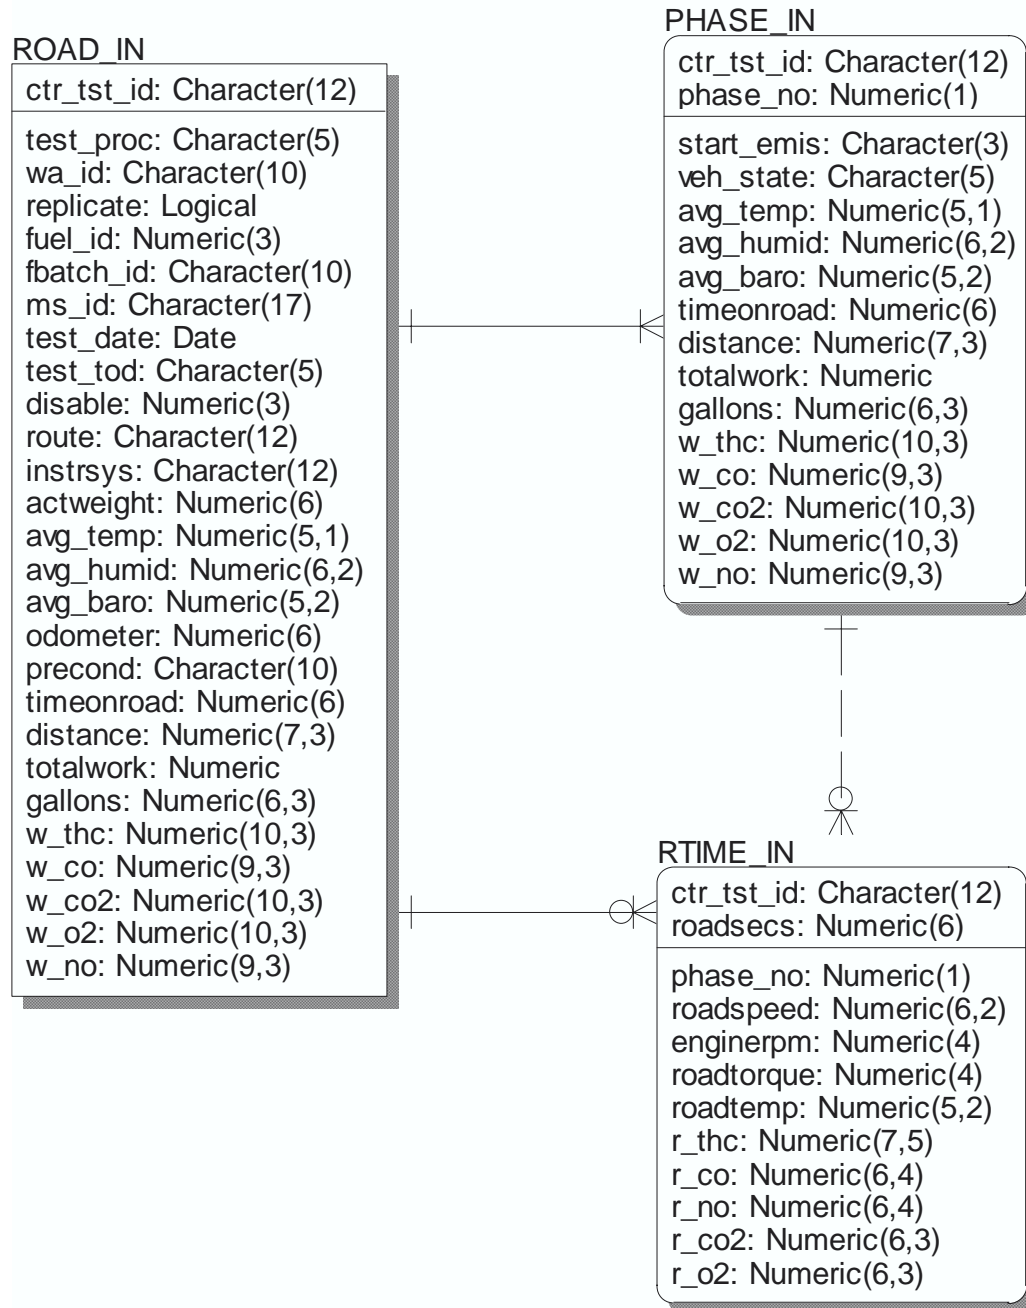 ROAD_IN
ctr_tst_id: Character(12)
test_proc: Character(5)
wa_id: Character(10)
replicate: Logical
fuel_id: Numeric(3)
fbatch_id: Character(10)
ms_id: Character(17)
test_date: Date
test_tod: Character(5)
disable: Numeric(3)
route: Character(12)
instrsys: Character(12)
actweight: Numeric(6)
avg_temp: Numeric(5,1)
avg_humid: Numeric(6,2)
avg_baro: Numeric(5,2)
odometer: Numeric(6)
precond: Character(10)
timeonroad: Numeric(6)
distance: Numeric(7,3)
totalwork: Numeric
gallons: Numeric(6,3)
w_thc: Numeric(10,3)
w_co: Numeric(9,3)
w_co2: Numeric(10,3)
w_o2: Numeric(10,3)
w_no: Numeric(9,3)
PHASE_IN
ctr_tst_id: Character(12)
phase_no: Numeric(1)
start_emis: Character(3)
veh_state: Character(5)
avg_temp: Numeric(5,1)
avg_humid: Numeric(6,2)
avg_baro: Numeric(5,2)
timeonroad: Numeric(6)
distance: Numeric(7,3)
totalwork: Numeric
gallons: Numeric(6,3)
w_thc: Numeric(10,3)
w_co: Numeric(9,3)
w_co2: Numeric(10,3)
w_o2: Numeric(10,3)
w_no: Numeric(9,3)
RTIME_IN
ctr_tst_id: Character(12)
roadsecs: Numeric(6)
phase_no: Numeric(1)
roadspeed: Numeric(6,2)
enginerpm: Numeric(4)
roadtorque: Numeric(4)
roadtemp: Numeric(5,2)
r_thc: Numeric(7,5)
r_co: Numeric(6,4)
r_no: Numeric(6,4)
r_co2: Numeric(6,3)
r_o2: Numeric(6,3)